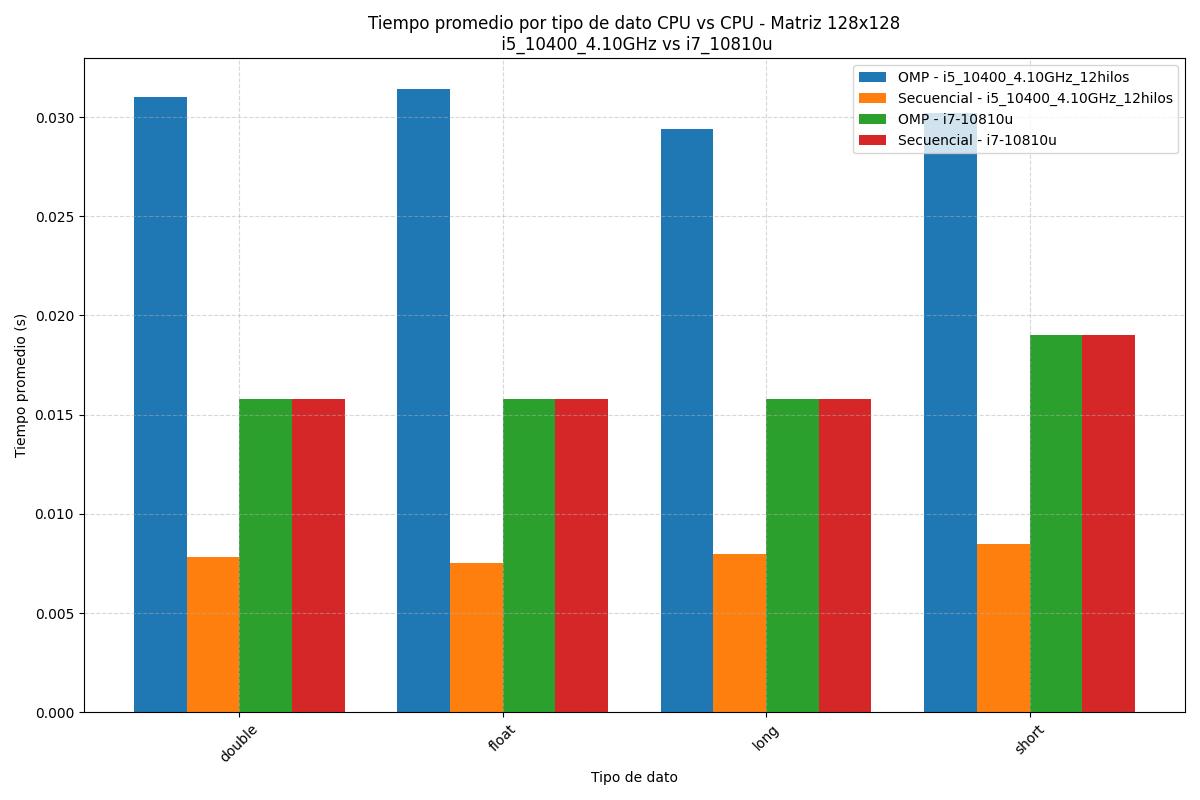 Tiempo promedio por tipo de dato CPU vs CPU - Matriz 128x128
i5_10400_4.10GHz vs i7_10810u
OMP - i5_10400_4.10GHz_12hilos
Secuencial - i5_10400_4.10GHz_12hilos
OMP - i7-10810u
Secuencial - i7-10810u
Tiempo promedio (s)
0.030
0.025
0.020
0.015
0.010
0.005
0.000
double
float
long
short
Tipo de dato